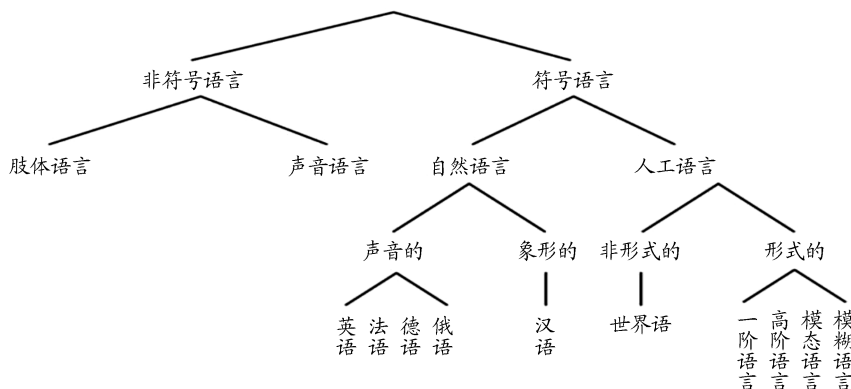 非符号语言
符号语言
肢体语言
声音语言
自然语言
人工语言
声音的
象形的
非形式的
形式的
英语
法语
德语
俄语
汉语
世界语
一阶语言
高阶语言
模态语言
模糊语言